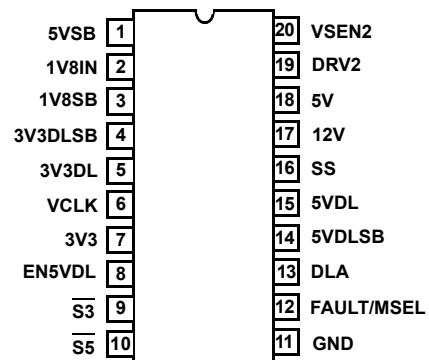 5VSB 1 20 VSEN2
1V8IN 2 19 DRV2
1V8SB 3 18 5V
3V3DLSB 4 17 12V
3V3DL 5 16 SS
VCLK 6 15 5VDL
3V3 7 14 5VDLSB
EN5VDL 8 13 DLA
S3 9 12 FAULT/MSEL
S5 10 11 GND